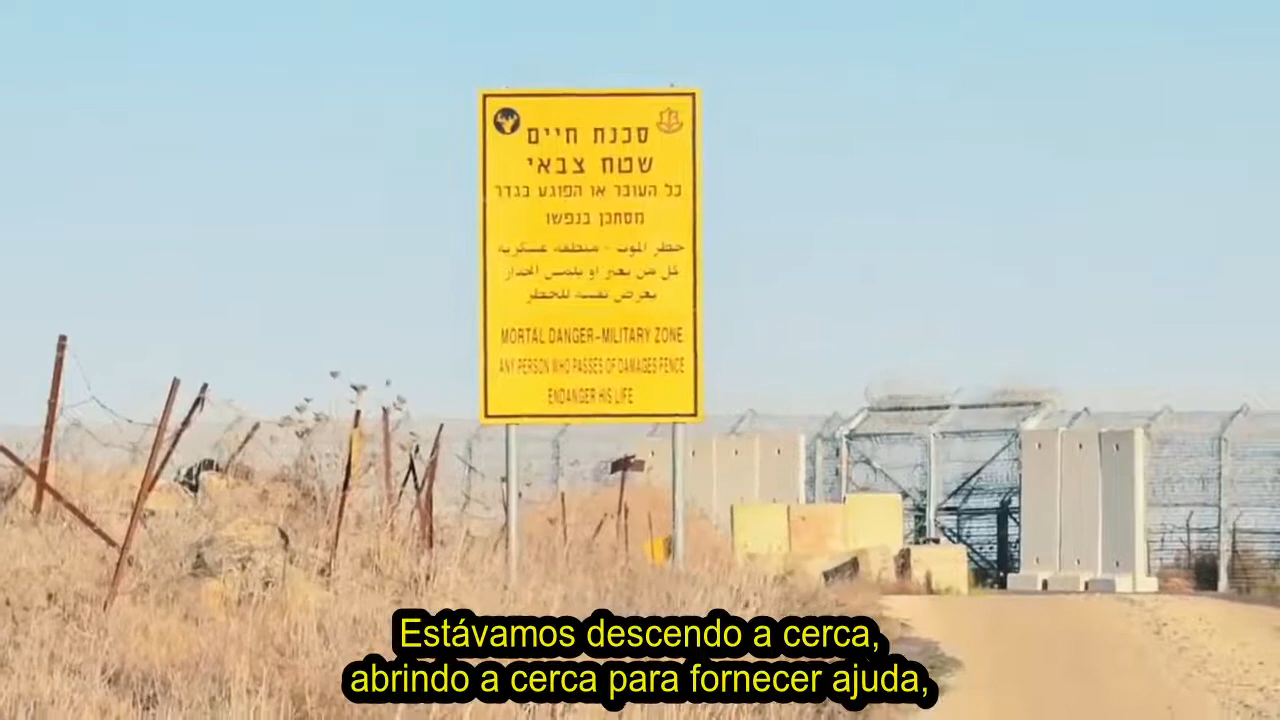 סכנת חיים
שטח צבאי
כל העובר או הפוגע בגדר
מסתכן בנפשו
خطر الموت - منطقة عسكرية
كل من يعبر او يلمس الجدار
يعرض نفسه للخطر
MORTAL DANGER-MILITARY ZONE
ANY PERSON WHO PASSES OF DAMAGES FENCE
ENDANGER HIS LIFE
Estávamos descendo a cerca,
abrindo a cerca para fornecer ajuda,